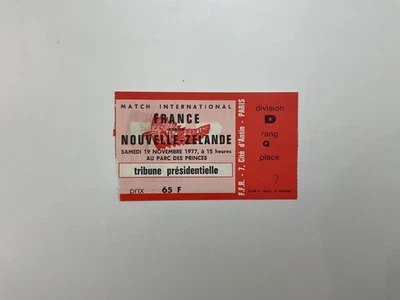 MATCH INTERNATIONAL
FRANCE
NOUVELLE-ZELANDE
SAMEDI 19 NOVEMBRE 1977, à 15 heures
AU PARC DES PRINCES
tribune présidentielle
prix 65 F
F.F.R. - 7, Cité d'Antin - PARIS
division
D
rang
Q
place
7